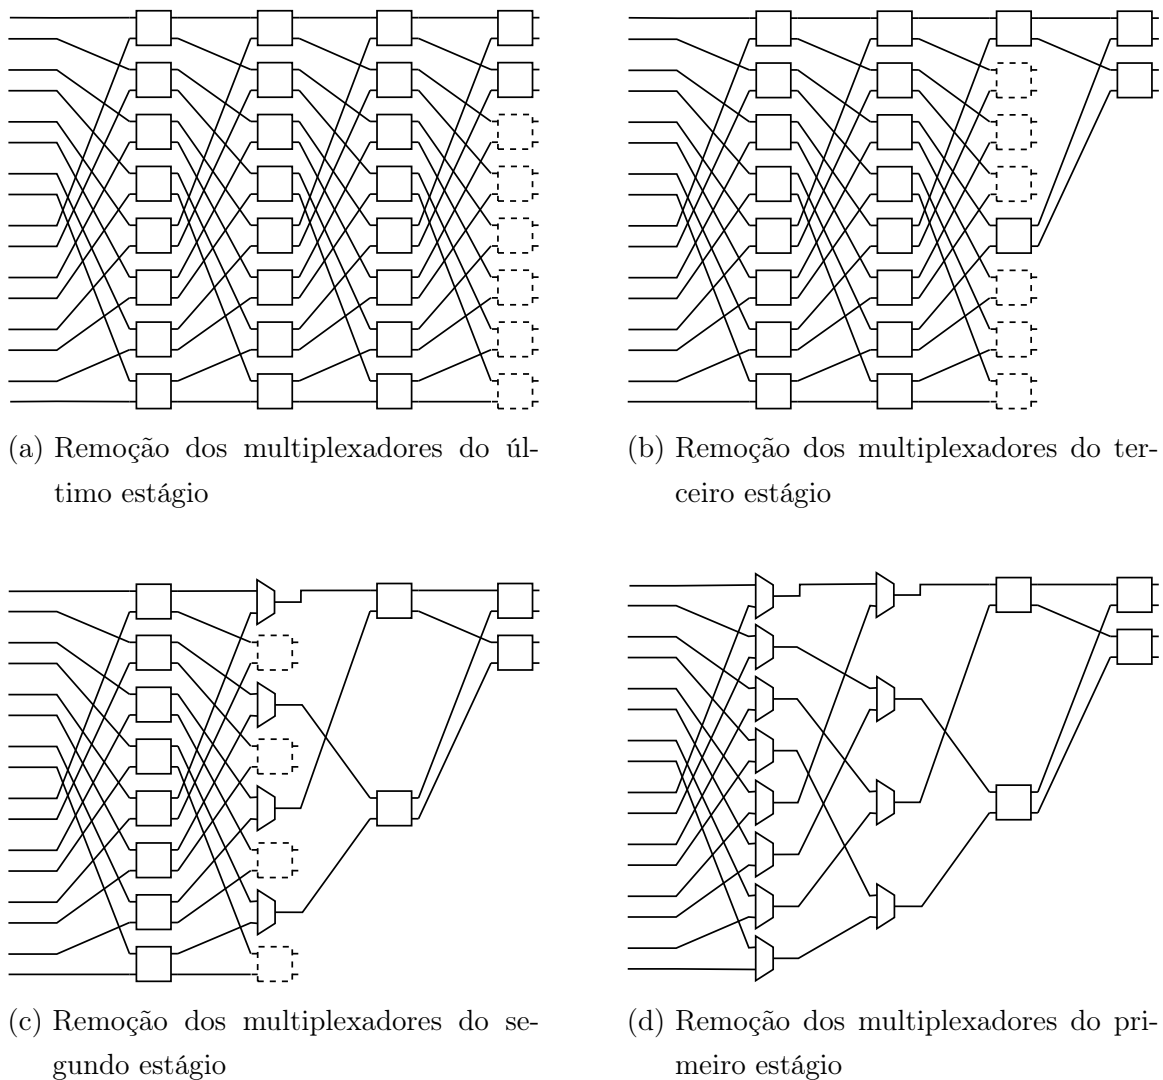 (a) Remoção dos multiplexadores do úl-
timo estágio
(b) Remoção dos multiplexadores do ter-
ceiro estágio
(c) Remoção dos multiplexadores do se-
gundo estágio
(d) Remoção dos multiplexadores do pri-
meiro estágio